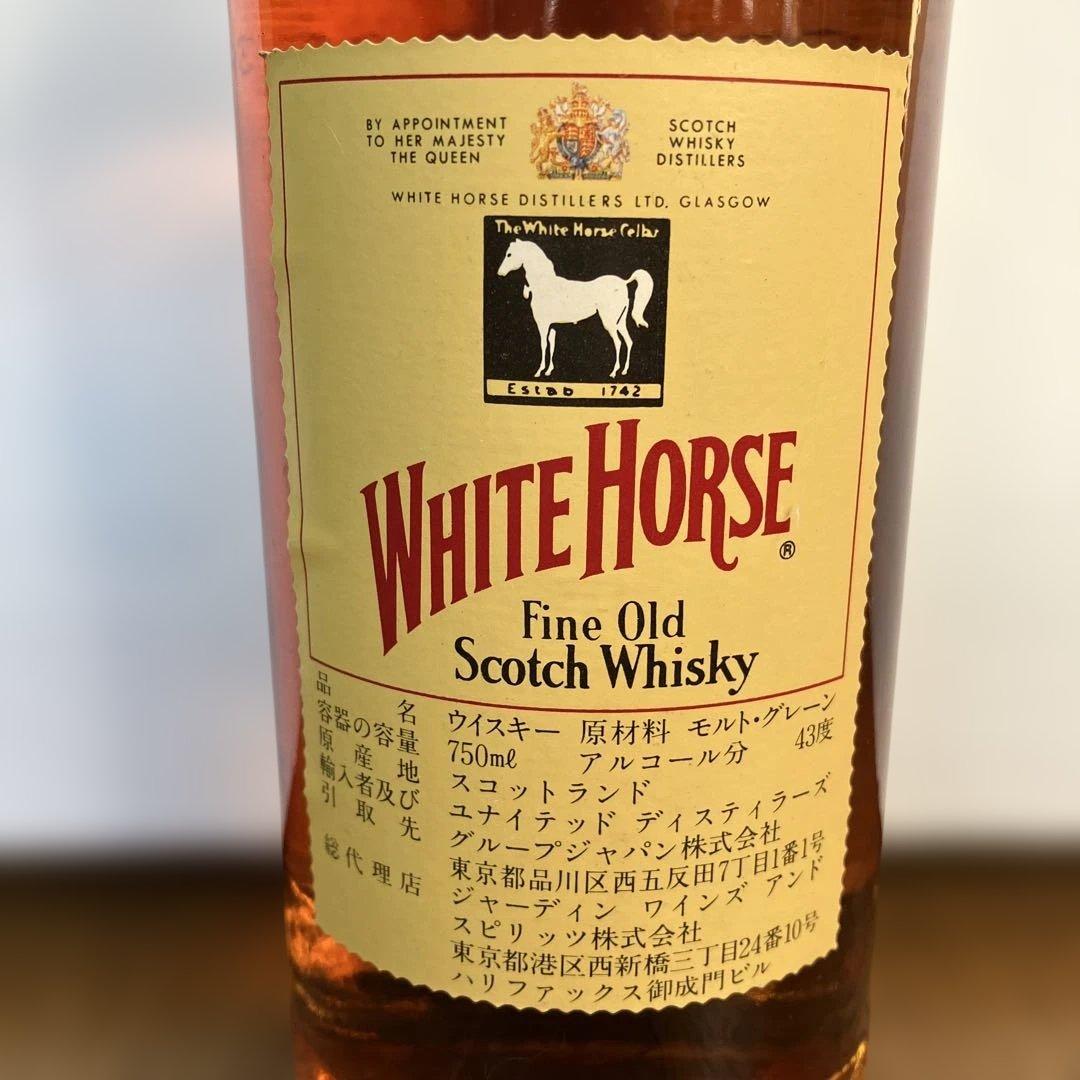 BY APPOINTMENT
TO HER MAJESTY
THE QUEEN
SCOTCH
WHISKY
DISTILLERS
WHITE HORSE DISTILLERS LTD, GLASGOW
The White Horse Cellar
Estab 1742
WHITE HORSE
®
Fine Old
Scotch Whisky
品名 ウイスキー 原材料 モルト・グレーン
容器の容量 750mℓ アルコール分 43度
原産地 スコットランド
輸入者及び ユナイテッド ディスティラーズ
引取先 グループジャパン株式会社
東京都品川区西五反田7丁目1番1号
総代理店 ジャーディン ワインズ アンド
スピリッツ株式会社
東京都港区西新橋三丁目24番10号
ハリファックス御成門ビル